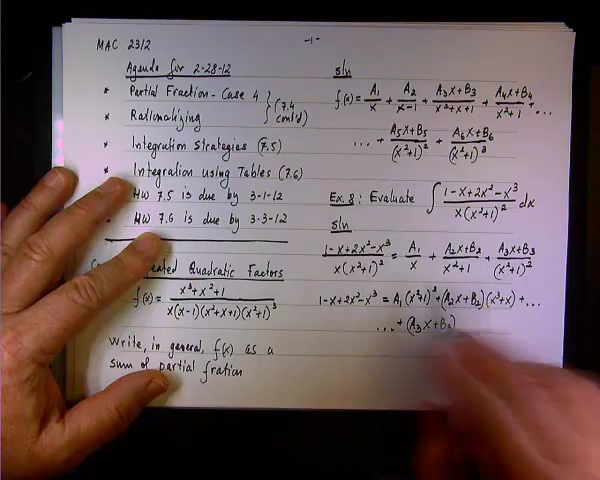 MAC 2312
-1-
Agenda for 2-28-12
* Partial Fraction - Case 4
* Rationalizing
} (7.4 cont'd)
* Integration Strategies (7.5)
* Integration using Tables (7.6)
HW 7.5 is due by 3-1-12
HW 7.6 is due by 3-3-12
Quadratic Factors
f(x) = (x³+x²+1)/(x(x-1)(x²+x+1)(x²+1)³)
Write, in general, f(x) as a
sum of partial fration
sln
f(x) = A₁/x + A₂/(x-1) + (A₃x+B₃)/(x²+x+1) + (A₄x+B₄)/(x²+1) + ...
... + (A₅x+B₅)/(x²+1)² + (A₆x+B₆)/(x²+1)³
Ex. 8: Evaluate ∫ (1-x+2x²-x³)/(x(x²+1)²) dx
sln
(1-x+2x²-x³)/(x(x²+1)²) = A₁/x + (A₂x+B₂)/(x²+1) + (A₃x+B₃)/(x²+1)²
1-x+2x²-x³ = A₁(x²+1)² + (A₂x+B₂)(x³+x) + ...
... + (A₃x+B₃)